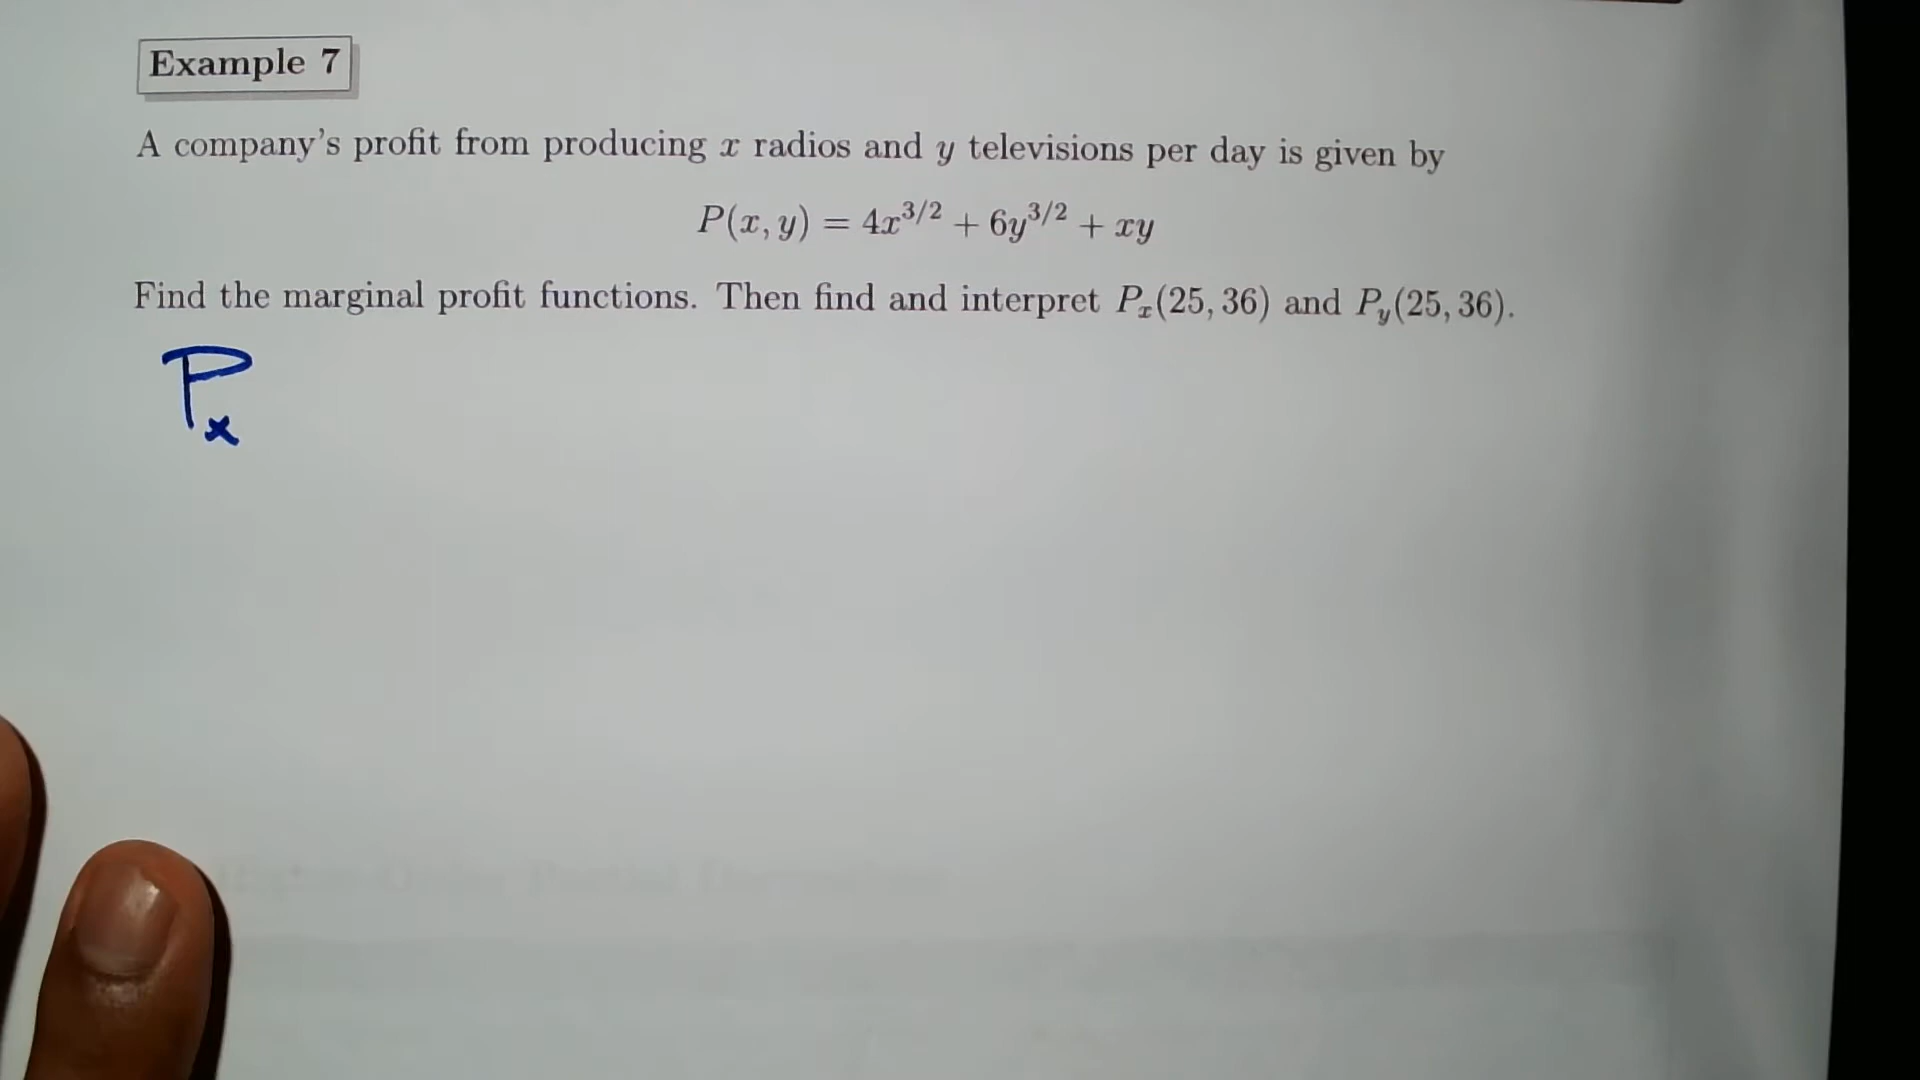 Example 7
A company's profit from producing x radios and y televisions per day is given by
P(x, y) = 4x^{3/2} + 6y^{3/2} + xy
Find the marginal profit functions. Then find and interpret P_x(25, 36) and P_y(25, 36).
P_x